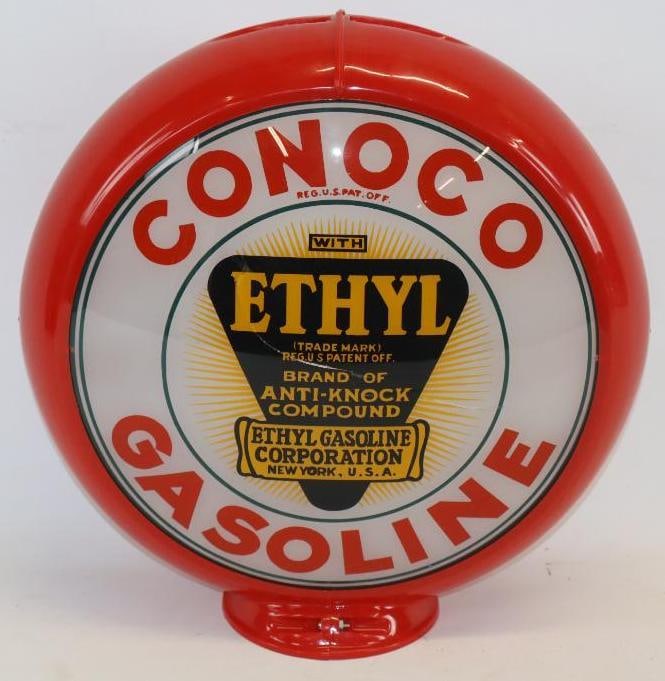 CONOCO
REG.U.S.PAT.OFF.
WITH
ETHYL
(TRADE MARK)
REG.U S PATENT OFF.
BRAND OF
ANTI-KNOCK
COMPOUND
ETHYL GASOLINE
CORPORATION
NEW YORK, U.S.A.
GASOLINE